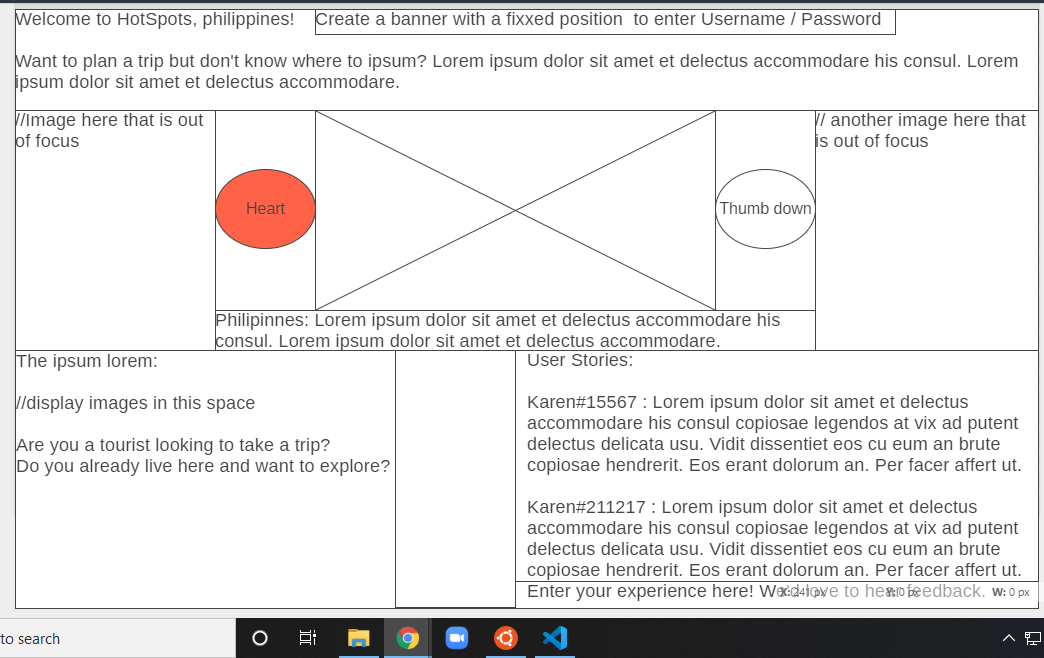 Welcome to HotSpots, philippines!
Create a banner with a fixxed position  to enter Username / Password
Want to plan a trip but don't know where to ipsum? Lorem ipsum dolor sit amet et delectus accommodare his consul. Lorem
ipsum dolor sit amet et delectus accommodare.
//Image here that is out
of focus
Heart
Thumb down
// another image here that
is out of focus
Philipinnes: Lorem ipsum dolor sit amet et delectus accommodare his
consul. Lorem ipsum dolor sit amet et delectus accommodare.
The ipsum lorem:
//display images in this space
Are you a tourist looking to take a trip?
Do you already live here and want to explore?
User Stories:
Karen#15567 : Lorem ipsum dolor sit amet et delectus
accommodare his consul copiosae legendos at vix ad putent
delectus delicata usu. Vidit dissentiet eos cu eum an brute
copiosae hendrerit. Eos erant dolorum an. Per facer affert ut.
Karen#211217 : Lorem ipsum dolor sit amet et delectus
accommodare his consul copiosae legendos at vix ad putent
delectus delicata usu. Vidit dissentiet eos cu eum an brute
copiosae hendrerit. Eos erant dolorum an. Per facer affert ut.
Enter your experience here! We'd love to hear feedback.
X: 241 px Y: 0 px W: 0 px
to search